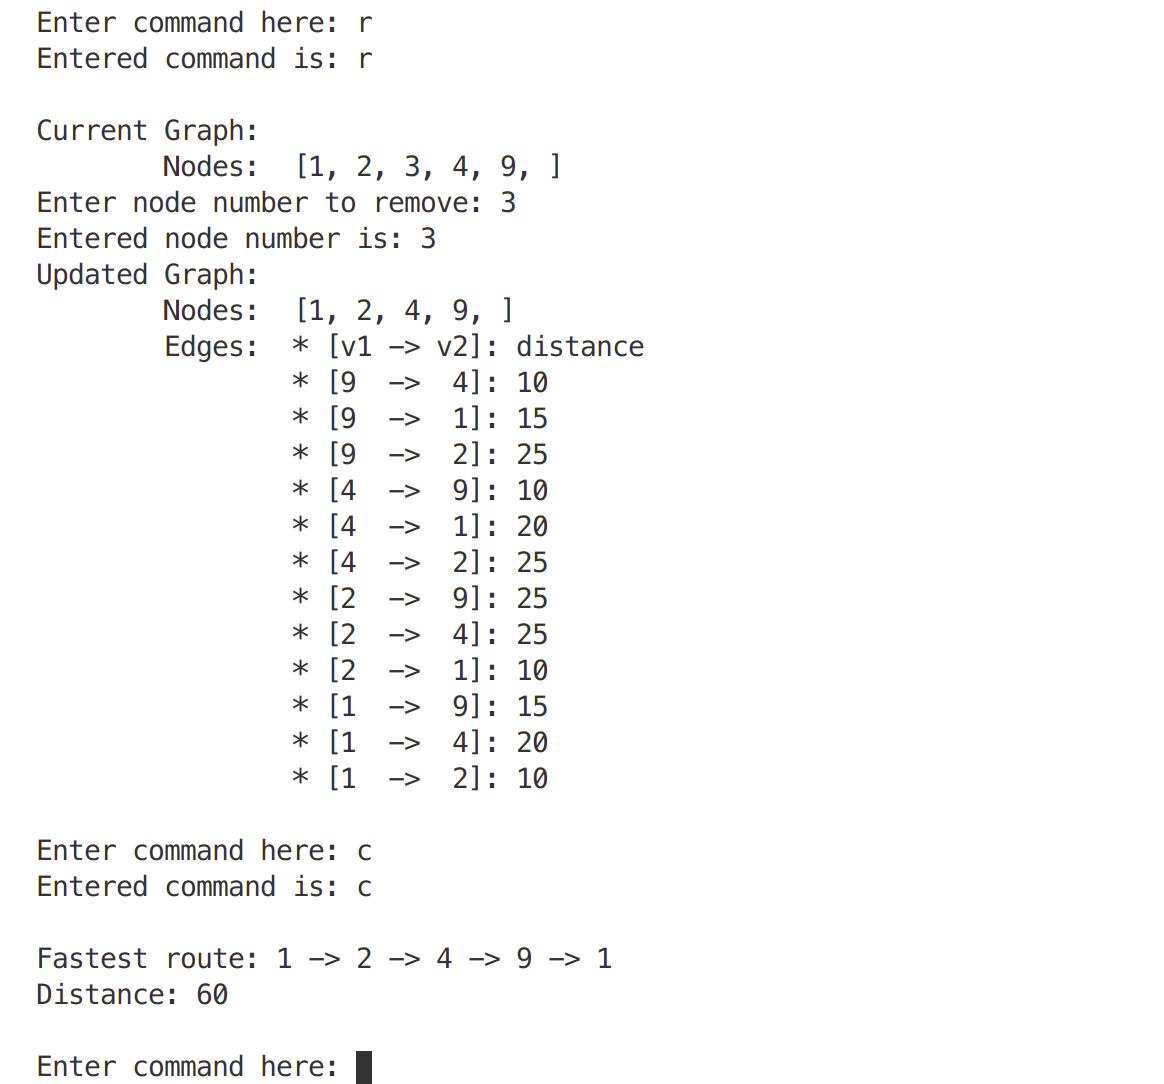 Enter command here: r
Entered command is: r
Current Graph:
Nodes:  [1, 2, 3, 4, 9, ]
Enter node number to remove: 3
Entered node number is: 3
Updated Graph:
Nodes:  [1, 2, 4, 9, ]
Edges:  * [v1 -> v2]: distance
* [9  ->  4]: 10
* [9  ->  1]: 15
* [9  ->  2]: 25
* [4  ->  9]: 10
* [4  ->  1]: 20
* [4  ->  2]: 25
* [2  ->  9]: 25
* [2  ->  4]: 25
* [2  ->  1]: 10
* [1  ->  9]: 15
* [1  ->  4]: 20
* [1  ->  2]: 10
Enter command here: c
Entered command is: c
Fastest route: 1 -> 2 -> 4 -> 9 -> 1
Distance: 60
Enter command here: